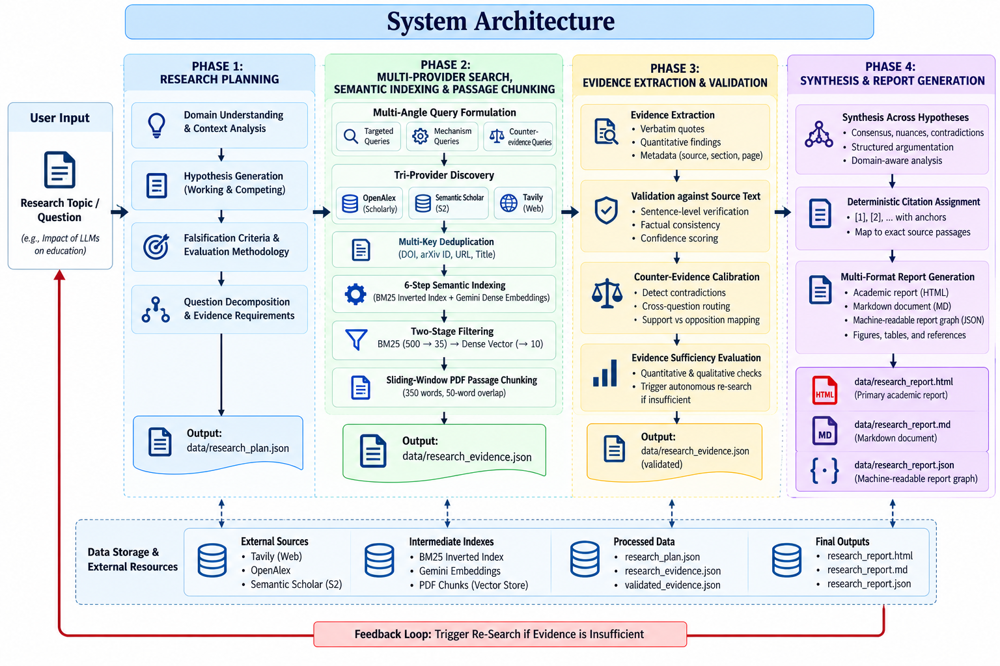 System Architecture
User Input
Research Topic /
Question
(e.g., Impact of LLMs
on education)
PHASE 1:
RESEARCH PLANNING
Domain Understanding
& Context Analysis
Hypothesis Generation
(Working & Competing)
Falsification Criteria &
Evaluation Methodology
Question Decomposition
& Evidence Requirements
Output:
data/research_plan.json
PHASE 2:
MULTI-PROVIDER SEARCH,
SEMANTIC INDEXING & PASSAGE CHUNKING
Multi-Angle Query Formulation
Targeted
Queries
Mechanism
Queries
Counter-
evidence Queries
Tri-Provider Discovery
OpenAlex
(Scholarly)
Semantic Scholar
(S2)
Tavily
(Web)
Multi-Key Deduplication
(DOI, arXiv ID, URL, Title)
6-Step Semantic Indexing
(BM25 Inverted Index + Gemini Dense Embeddings)
Two-Stage Filtering
BM25 (500 → 35) → Dense Vector (→ 10)
Sliding-Window PDF Passage Chunking
(350 words, 50-word overlap)
Output:
data/research_evidence.json
PHASE 3:
EVIDENCE EXTRACTION & VALIDATION
Evidence Extraction
• Verbatim quotes
• Quantitative findings
• Metadata (source, section, page)
Validation against Source Text
• Sentence-level verification
• Factual consistency
• Confidence scoring
Counter-Evidence Calibration
• Detect contradictions
• Cross-question routing
• Support vs opposition mapping
Evidence Sufficiency Evaluation
• Quantitative & qualitative checks
• Trigger autonomous re-search
if insufficient
Output:
data/research_evidence.json
(validated)
PHASE 4:
SYNTHESIS & REPORT GENERATION
Synthesis Across Hypotheses
• Consensus, nuances, contradictions
• Structured argumentation
• Domain-aware analysis
Deterministic Citation Assignment
• [1], [2], ... with anchors
• Map to exact source passages
Multi-Format Report Generation
• Academic report (HTML)
• Markdown document (MD)
• Machine-readable report graph (JSON)
• Figures, tables, and references
HTML
data/research_report.html
(Primary academic report)
MD
data/research_report.md
(Markdown document)
{·}
data/research_report.json
(Machine-readable report graph)
Data Storage &
External Resources
External Sources
• Tavily (Web)
• OpenAlex
• Semantic Scholar (S2)
Intermediate Indexes
• BM25 Inverted Index
• Gemini Embeddings
• PDF Chunks (Vector Store)
Processed Data
• research_plan.json
• research_evidence.json
• validated_evidence.json
Final Outputs
• research_report.html
• research_report.md
• research_report.json
Feedback Loop: Trigger Re-Search if Evidence is Insufficient